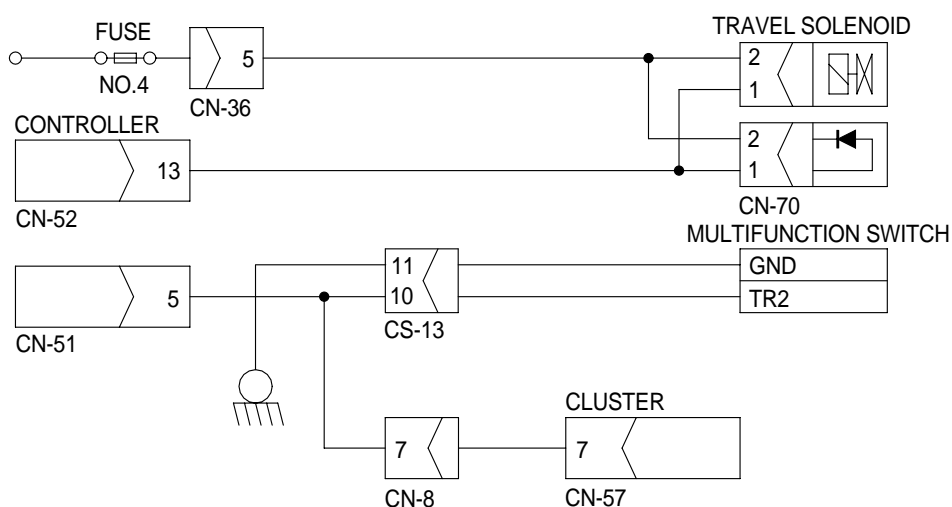 FUSE
NO.4
5
CN-36
TRAVEL SOLENOID
2
1
2
1
CN-70
CONTROLLER
13
CN-52
MULTIFUNCTION SWITCH
GND
TR2
11
10
CS-13
5
CN-51
7
CN-8
CLUSTER
7
CN-57